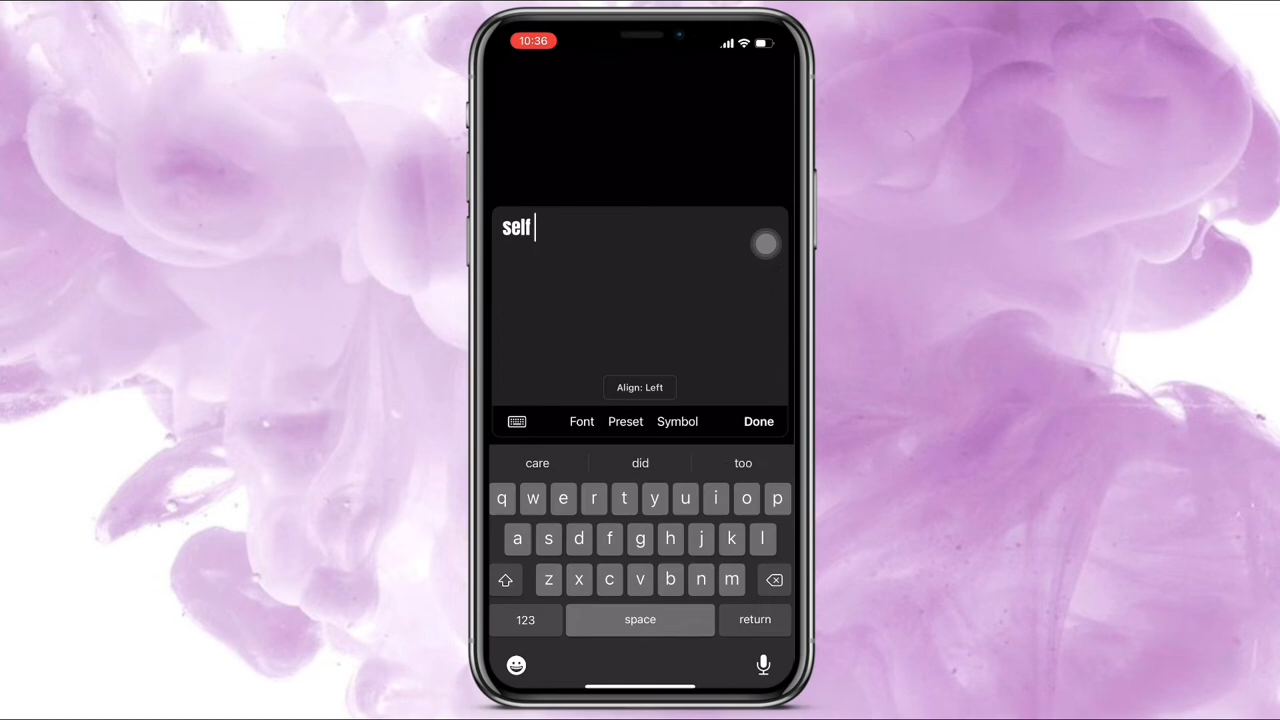 10:36
self
Align: Left
Font Preset Symbol Done
care did too
q w e r t y u i o p
a s d f g h j k l
z x c v b n m
123 space return